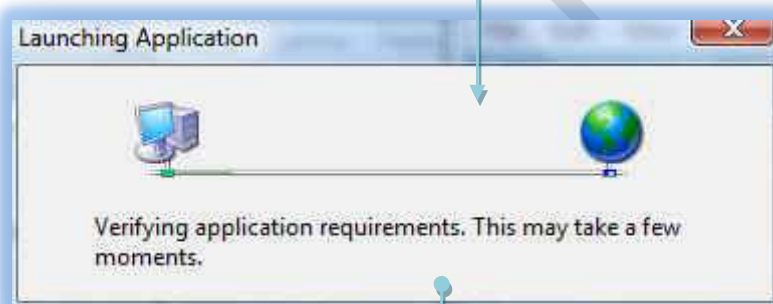 Launching Application
Verifying application requirements. This may take a few
moments.